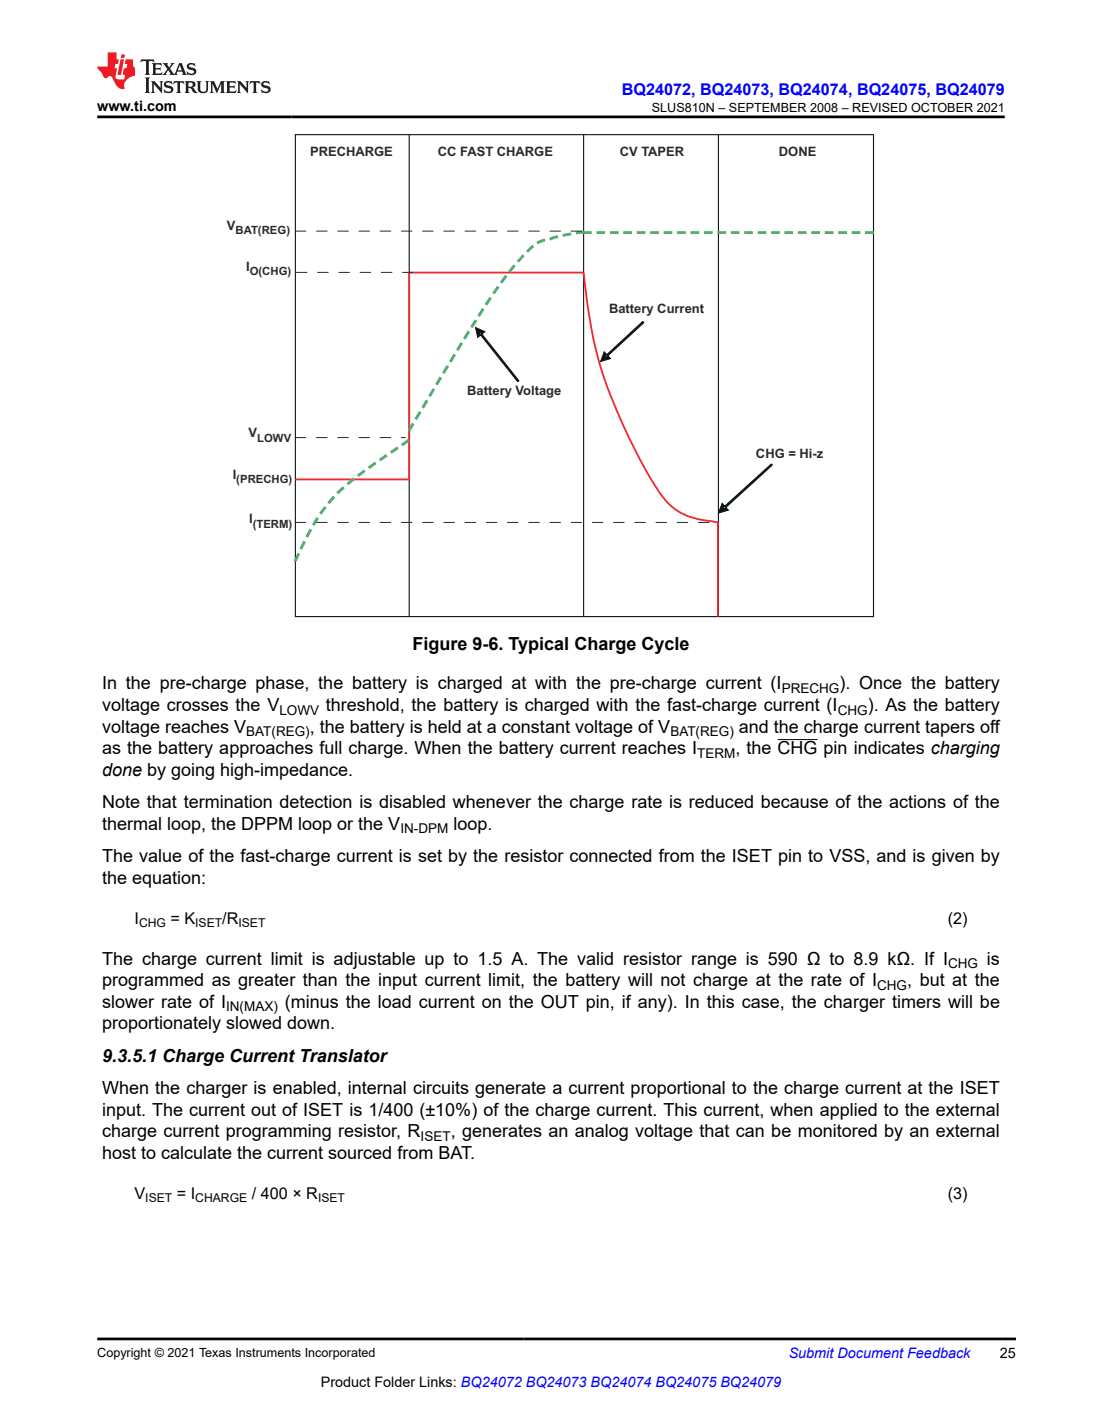 TEXAS
INSTRUMENTS
www.ti.com
BQ24072, BQ24073, BQ24074, BQ24075, BQ24079
SLUS810N – SEPTEMBER 2008 – REVISED OCTOBER 2021
PRECHARGE CC FAST CHARGE CV TAPER DONE
VBAT(REG)
IO(CHG)
Battery Current
Battery Voltage
VLOWV
CHG = Hi-z
I(PRECHG)
I(TERM)
Figure 9-6. Typical Charge Cycle
In the pre-charge phase, the battery is charged at with the pre-charge current (IPRECHG). Once the battery
voltage crosses the VLOWV threshold, the battery is charged with the fast-charge current (ICHG). As the battery
voltage reaches VBAT(REG), the battery is held at a constant voltage of VBAT(REG) and the charge current tapers off
as the battery approaches full charge. When the battery current reaches ITERM, the CHG pin indicates charging
done by going high-impedance.
Note that termination detection is disabled whenever the charge rate is reduced because of the actions of the
thermal loop, the DPPM loop or the VIN-DPM loop.
The value of the fast-charge current is set by the resistor connected from the ISET pin to VSS, and is given by
the equation:
ICHG = KISET/RISET (2)
The charge current limit is adjustable up to 1.5 A. The valid resistor range is 590 Ω to 8.9 kΩ. If ICHG is
programmed as greater than the input current limit, the battery will not charge at the rate of ICHG, but at the
slower rate of IIN(MAX) (minus the load current on the OUT pin, if any). In this case, the charger timers will be
proportionately slowed down.
9.3.5.1 Charge Current Translator
When the charger is enabled, internal circuits generate a current proportional to the charge current at the ISET
input. The current out of ISET is 1/400 (±10%) of the charge current. This current, when applied to the external
charge current programming resistor, RISET, generates an analog voltage that can be monitored by an external
host to calculate the current sourced from BAT.
VISET = ICHARGE / 400 × RISET (3)
Copyright © 2021 Texas Instruments Incorporated
Submit Document Feedback 25
Product Folder Links: BQ24072 BQ24073 BQ24074 BQ24075 BQ24079